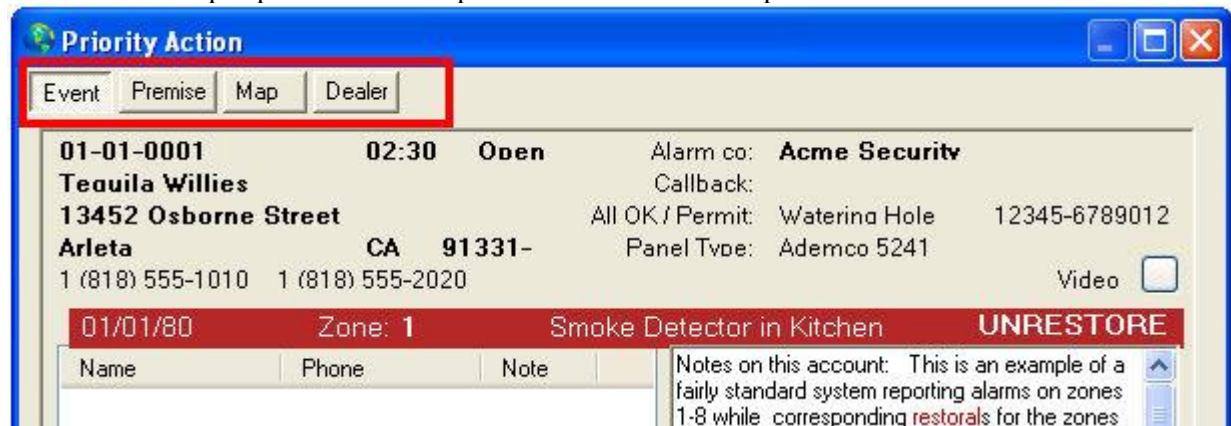 Priority Action
Event Premise Map Dealer
01-01-0001 02:30 Open Alarm co: Acme Security
Tequila Willies Callback:
13452 Osborne Street All OK / Permit: Watering Hole 12345-6789012
Arleta CA 91331- Panel Type: Ademco 5241
1 (818) 555-1010 1 (818) 555-2020 Video
01/01/80 Zone: 1 Smoke Detector in Kitchen UNRESTORE
Name Phone Note
Notes on this account: This is an example of a
fairly standard system reporting alarms on zones
1-8 while corresponding restorals for the zones